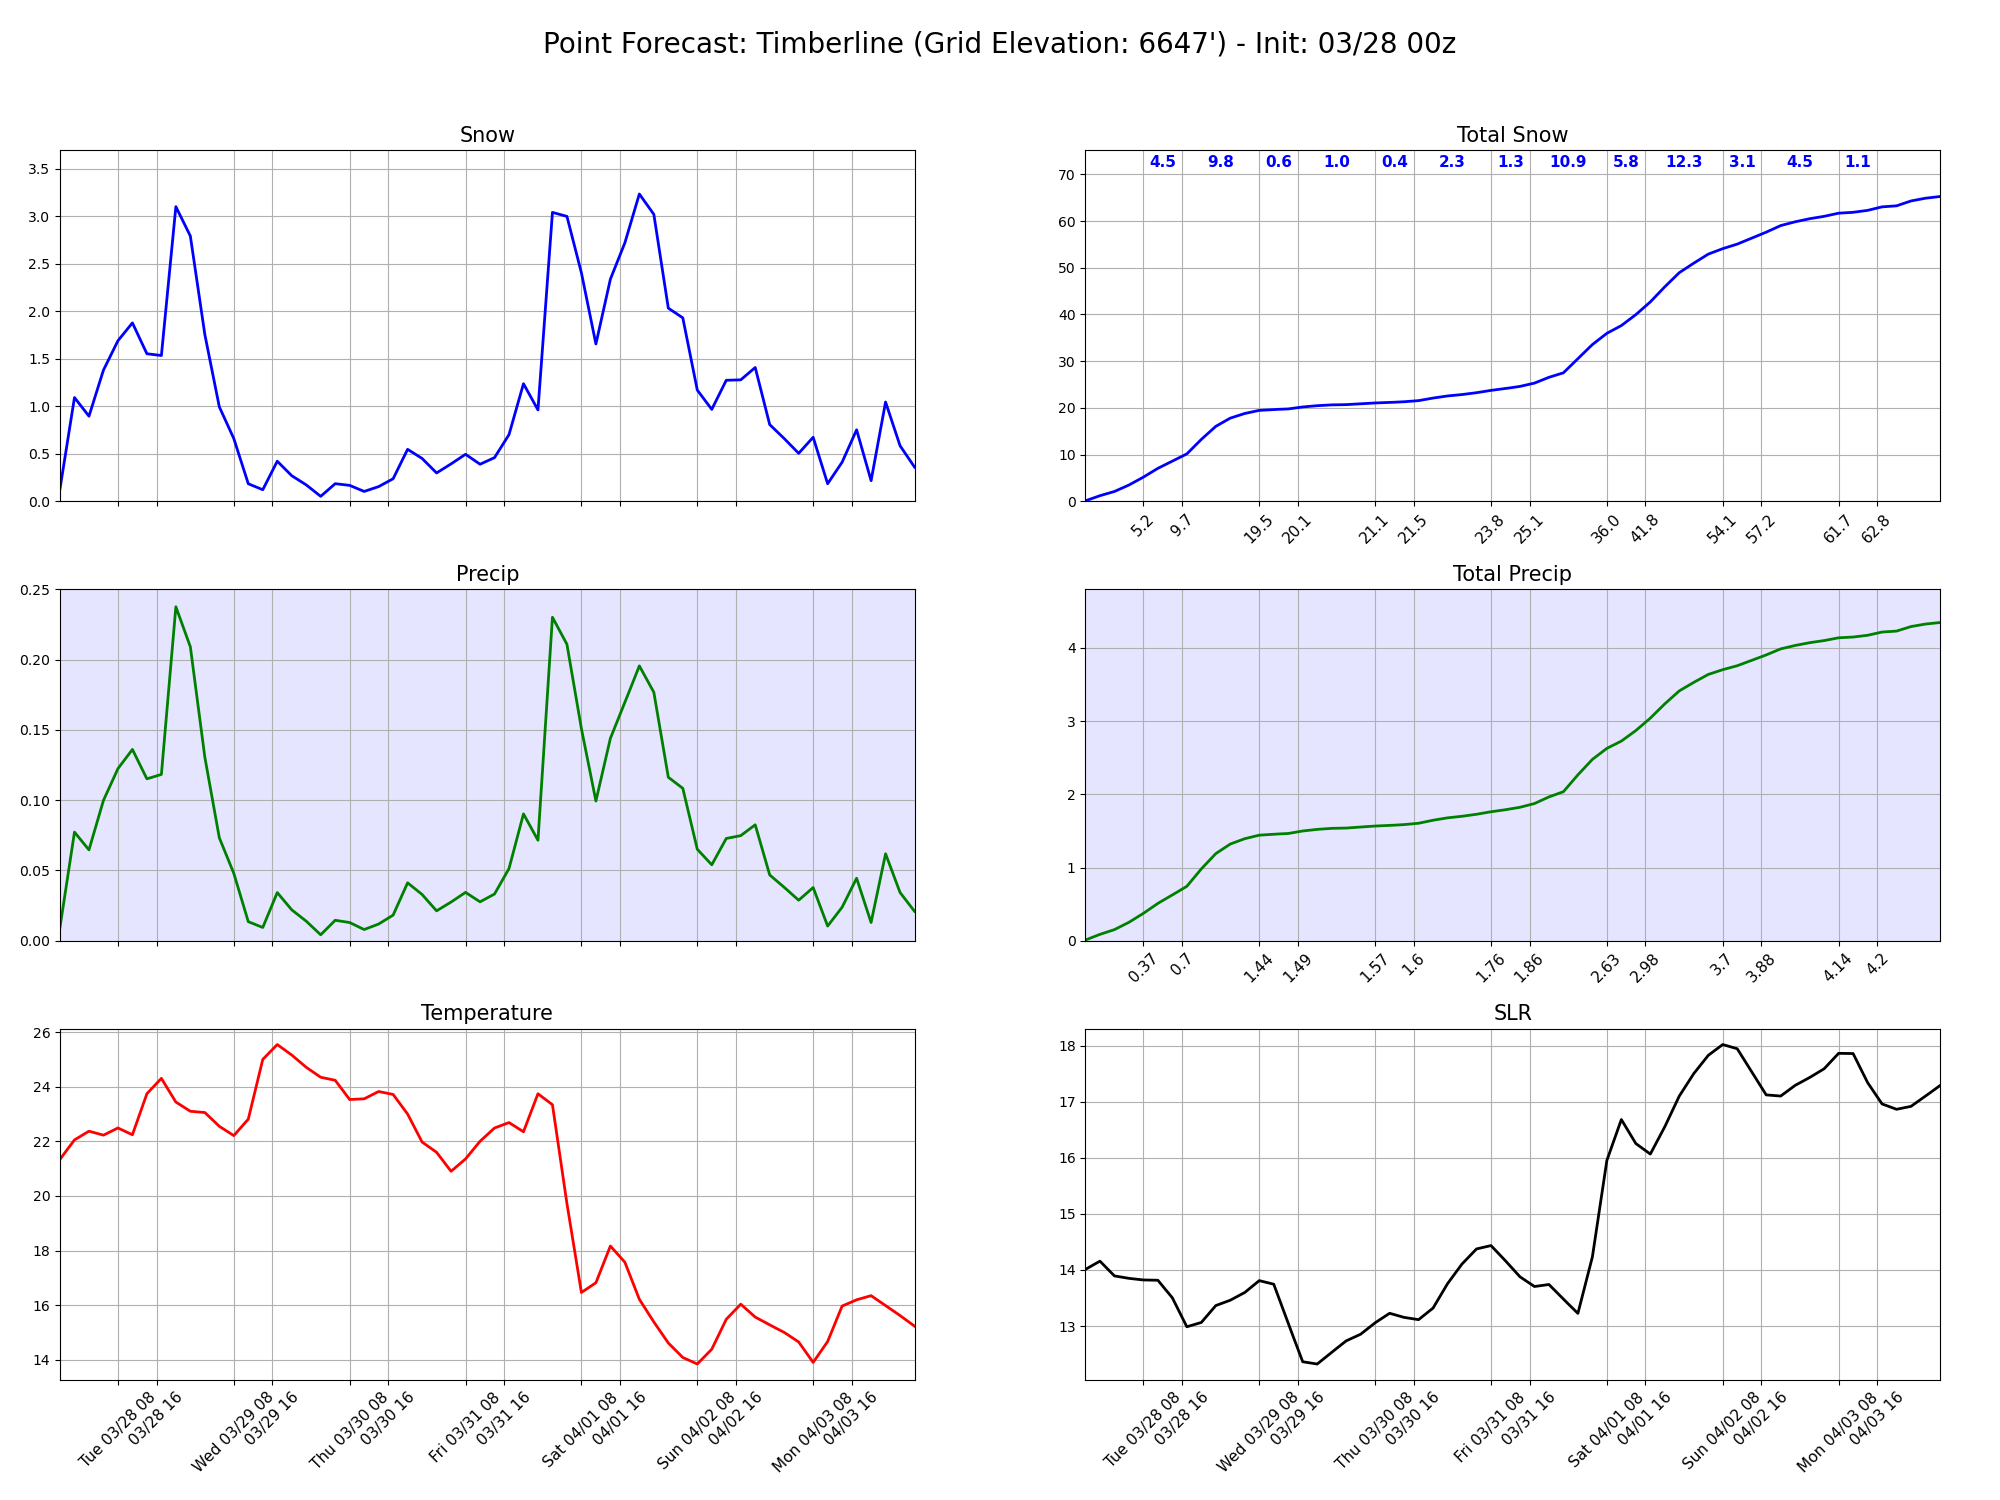 Point Forecast: Timberline (Grid Elevation: 6647') - Init: 03/28 00z
Snow
3.5
3.0
2.5
2.0
1.5
1.0
0.5
0.0
Total Snow
4.5 9.8 0.6 1.0 0.4 2.3 1.3 10.9 5.8 12.3 3.1 4.5 1.1
70
60
50
40
30
20
10
0
5.2 9.7 19.5 20.1 21.1 21.5 23.8 25.1 36.0 41.8 54.1 57.2 61.7 62.8
Precip
0.25
0.20
0.15
0.10
0.05
0.00
Total Precip
4
3
2
1
0
0.37 0.7 1.44 1.49 1.57 1.6 1.76 1.86 2.63 2.98 3.7 3.88 4.14 4.2
Temperature
26
24
22
20
18
16
14
Tue 03/28 08
03/28 16
Wed 03/29 08
03/29 16
Thu 03/30 08
03/30 16
Fri 03/31 08
03/31 16
Sat 04/01 08
04/01 16
Sun 04/02 08
04/02 16
Mon 04/03 08
04/03 16
SLR
18
17
16
15
14
13
Tue 03/28 08
03/28 16
Wed 03/29 08
03/29 16
Thu 03/30 08
03/30 16
Fri 03/31 08
03/31 16
Sat 04/01 08
04/01 16
Sun 04/02 08
04/02 16
Mon 04/03 08
04/03 16